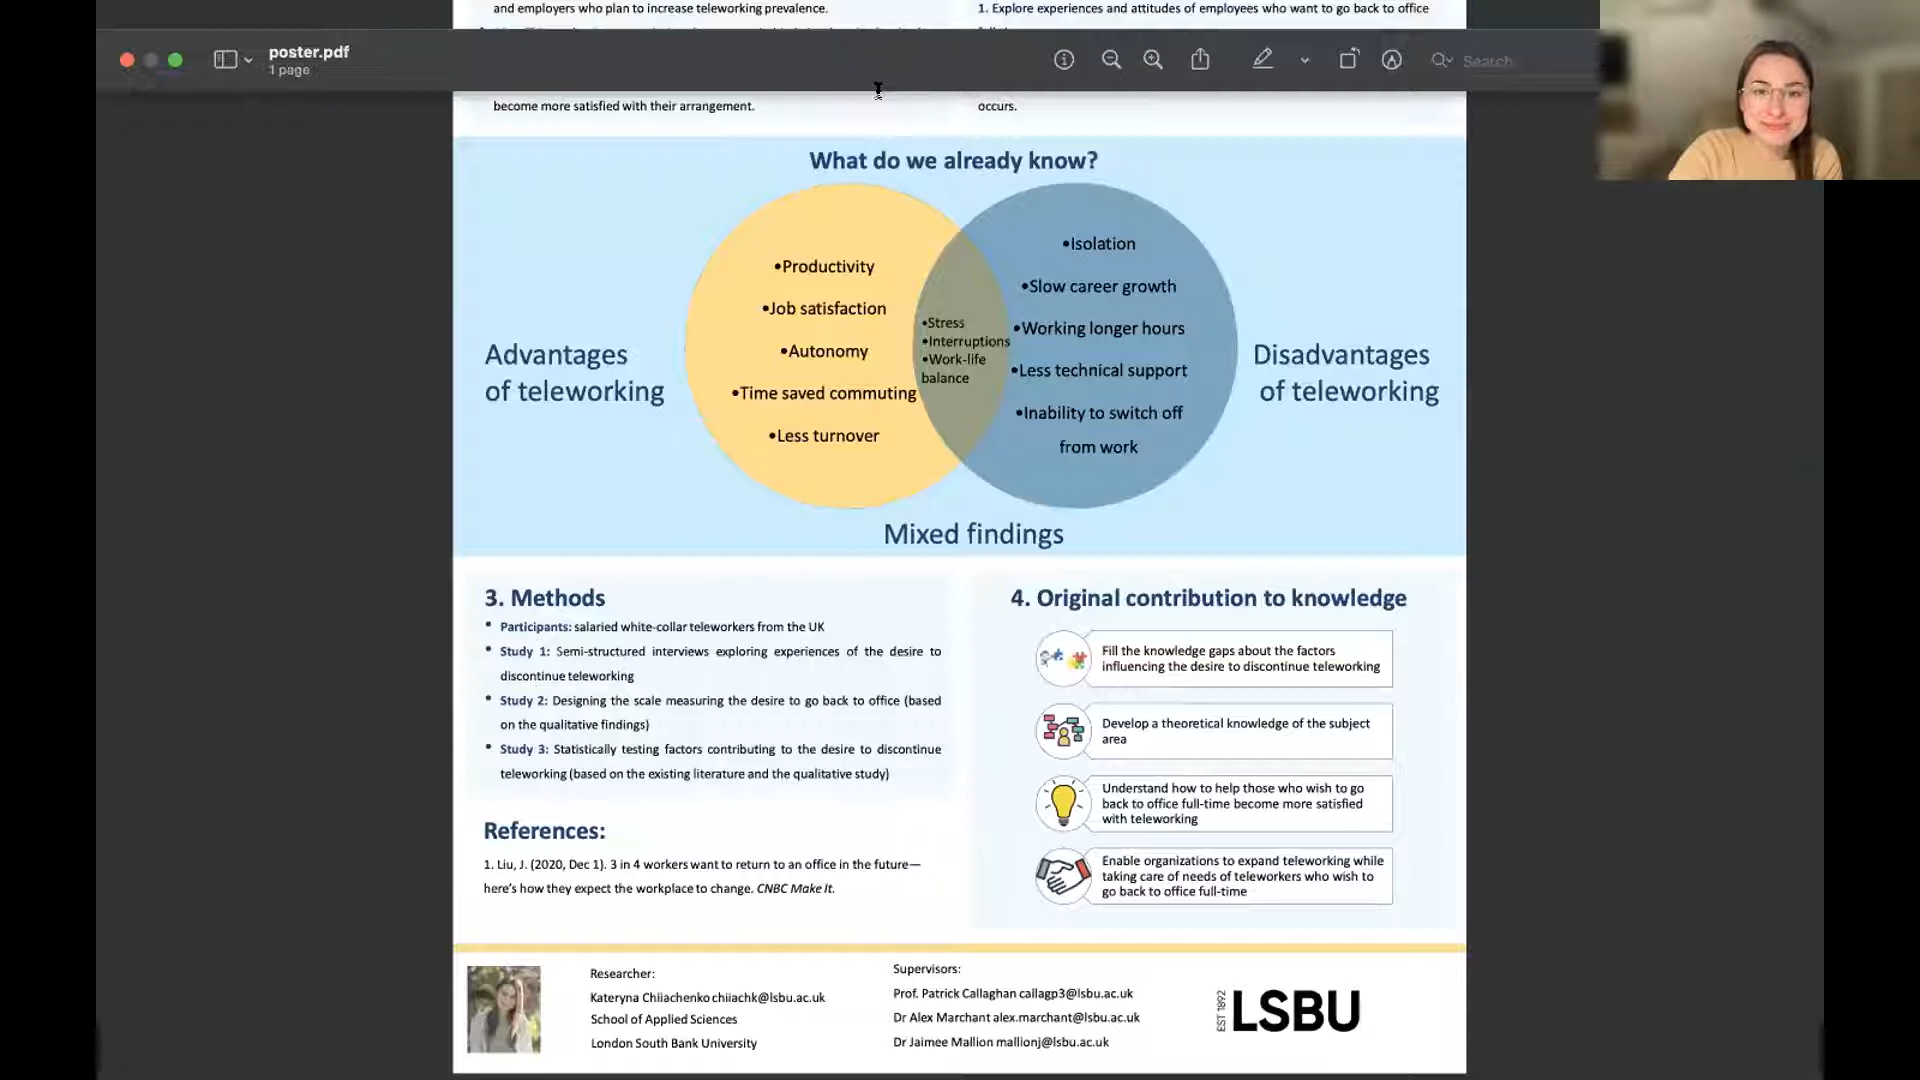 and employers who plan to increase teleworking prevalence.
1. Explore experiences and attitudes of employees who want to go back to office
poster.pdf
1 page
Search
become more satisfied with their arrangement.
occurs.
What do we already know?
Advantages
of teleworking
•Productivity
•Job satisfaction
•Autonomy
•Time saved commuting
•Less turnover
•Stress
•Interruptions
•Work-life
balance
•Isolation
•Slow career growth
•Working longer hours
•Less technical support
•Inability to switch off
from work
Disadvantages
of teleworking
Mixed findings
3. Methods
• Participants: salaried white-collar teleworkers from the UK
• Study 1: Semi-structured interviews exploring experiences of the desire to
discontinue teleworking
• Study 2: Designing the scale measuring the desire to go back to office (based
on the qualitative findings)
• Study 3: Statistically testing factors contributing to the desire to discontinue
teleworking (based on the existing literature and the qualitative study)
References:
1. Liu, J. (2020, Dec 1). 3 in 4 workers want to return to an office in the future—
here's how they expect the workplace to change. CNBC Make It.
4. Original contribution to knowledge
Fill the knowledge gaps about the factors
influencing the desire to discontinue teleworking
Develop a theoretical knowledge of the subject
area
Understand how to help those who wish to go
back to office full-time become more satisfied
with teleworking
Enable organizations to expand teleworking while
taking care of needs of teleworkers who wish to
go back to office full-time
Researcher:
Kateryna Chiiachenko chiiachk@lsbu.ac.uk
School of Applied Sciences
London South Bank University
Supervisors:
Prof. Patrick Callaghan callagp3@lsbu.ac.uk
Dr Alex Marchant alex.marchant@lsbu.ac.uk
Dr Jaimee Mallion mallionj@lsbu.ac.uk
EST 1892
LSBU